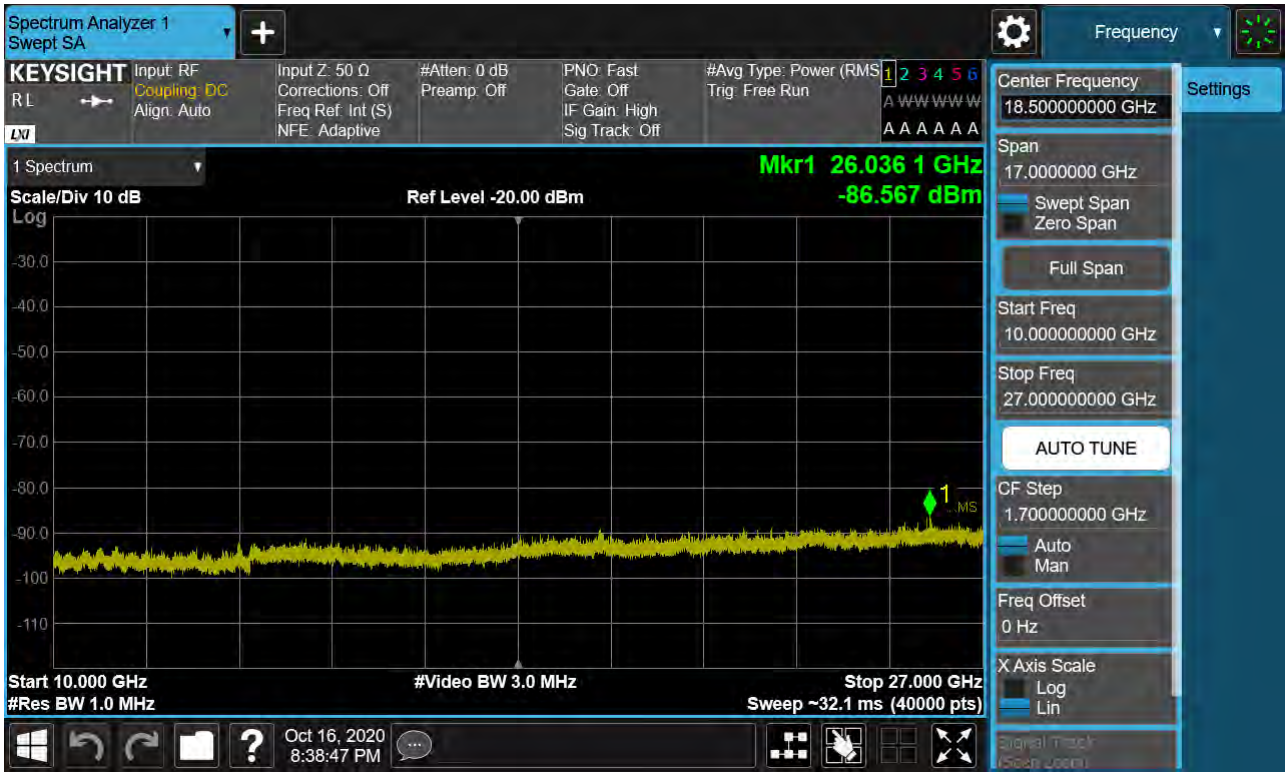 Spectrum Analyzer 1
Swept SA
Frequency
KEYSIGHT
R L
LXI
Input: RF
Coupling: DC
Align: Auto
Input Z: 50 Ω
Corrections: Off
Freq Ref: Int (S)
NFE: Adaptive
#Atten: 0 dB
Preamp: Off
PNO: Fast
Gate: Off
IF Gain: High
Sig Track: Off
#Avg Type: Power (RMS
Trig: Free Run
1 2 3 4 5 6
A W W W W W
A A A A A A
1 Spectrum
Scale/Div 10 dB
Log
Ref Level -20.00 dBm
Mkr1 26.036 1 GHz
-86.567 dBm
-30.0
-40.0
-50.0
-60.0
-70.0
-80.0
-90.0
-100
-110
1
MS
Start 10.000 GHz
#Res BW 1.0 MHz
#Video BW 3.0 MHz
Stop 27.000 GHz
Sweep ~32.1 ms (40000 pts)
Center Frequency
18.500000000 GHz
Settings
Span
17.0000000 GHz
Swept Span
Zero Span
Full Span
Start Freq
10.000000000 GHz
Stop Freq
27.000000000 GHz
AUTO TUNE
CF Step
1.700000000 GHz
Auto
Man
Freq Offset
0 Hz
X Axis Scale
Log
Lin
Signal Track
(Span Zoom)
?
Oct 16, 2020
8:38:47 PM